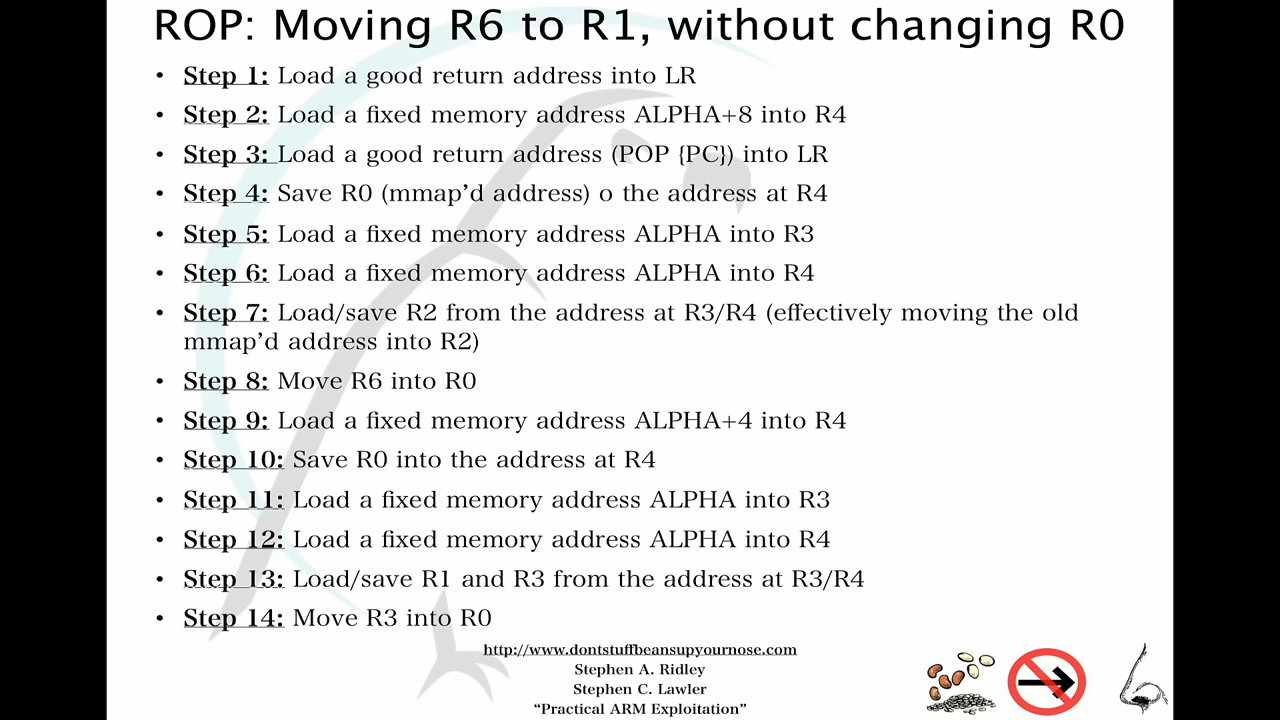 ROP: Moving R6 to R1, without changing R0
• Step 1: Load a good return address into LR
• Step 2: Load a fixed memory address ALPHA+8 into R4
• Step 3: Load a good return address (POP {PC}) into LR
• Step 4: Save R0 (mmap’d address) o the address at R4
• Step 5: Load a fixed memory address ALPHA into R3
• Step 6: Load a fixed memory address ALPHA into R4
• Step 7: Load/save R2 from the address at R3/R4 (effectively moving the old
mmap’d address into R2)
• Step 8: Move R6 into R0
• Step 9: Load a fixed memory address ALPHA+4 into R4
• Step 10: Save R0 into the address at R4
• Step 11: Load a fixed memory address ALPHA into R3
• Step 12: Load a fixed memory address ALPHA into R4
• Step 13: Load/save R1 and R3 from the address at R3/R4
• Step 14: Move R3 into R0
http://www.dontstuffbeansupyournose.com
Stephen A. Ridley
Stephen C. Lawler
“Practical ARM Exploitation”